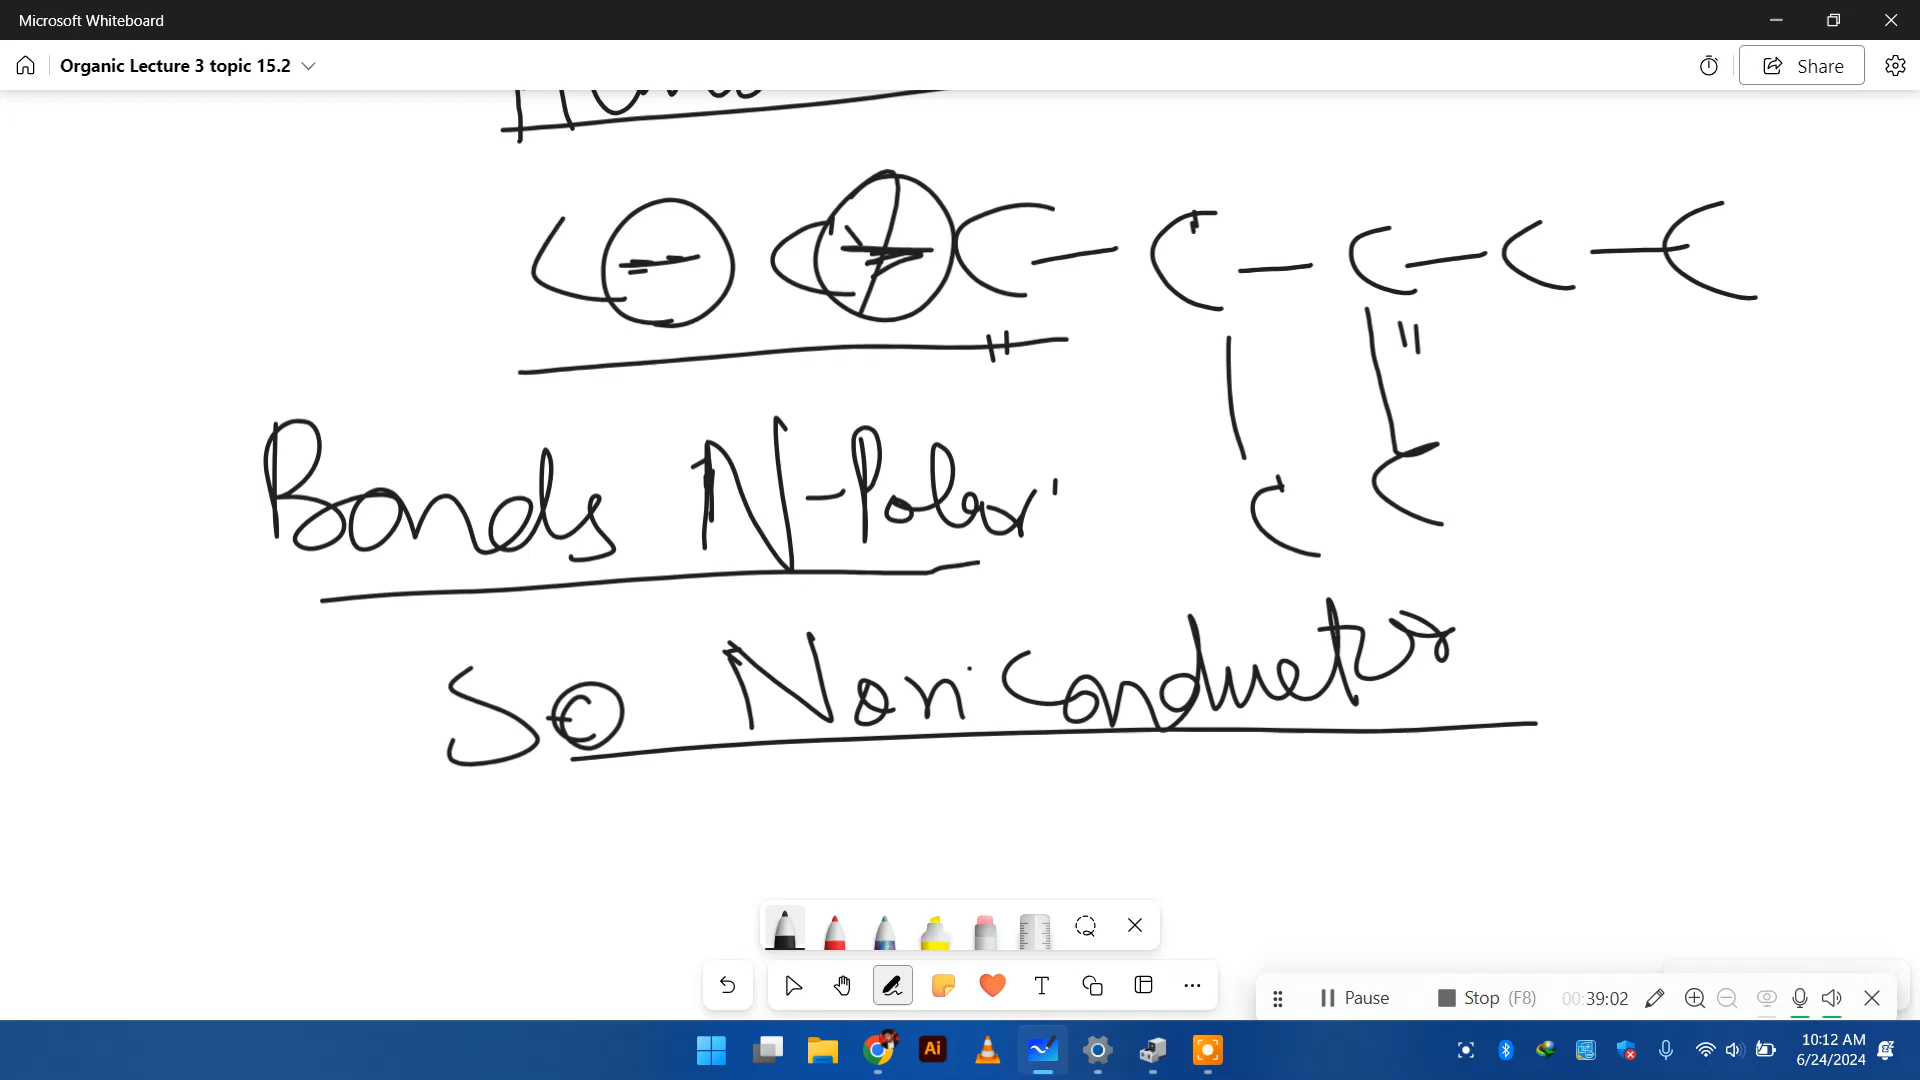 Microsoft Whiteboard
Organic Lecture 3 topic 15.2
Share
C - C + C - C - C - C - C
C C
Bonds N-Polar
So Non Conductor
Pause Stop (F8) 00:39:02
Ai
10:12 AM
6/24/2024